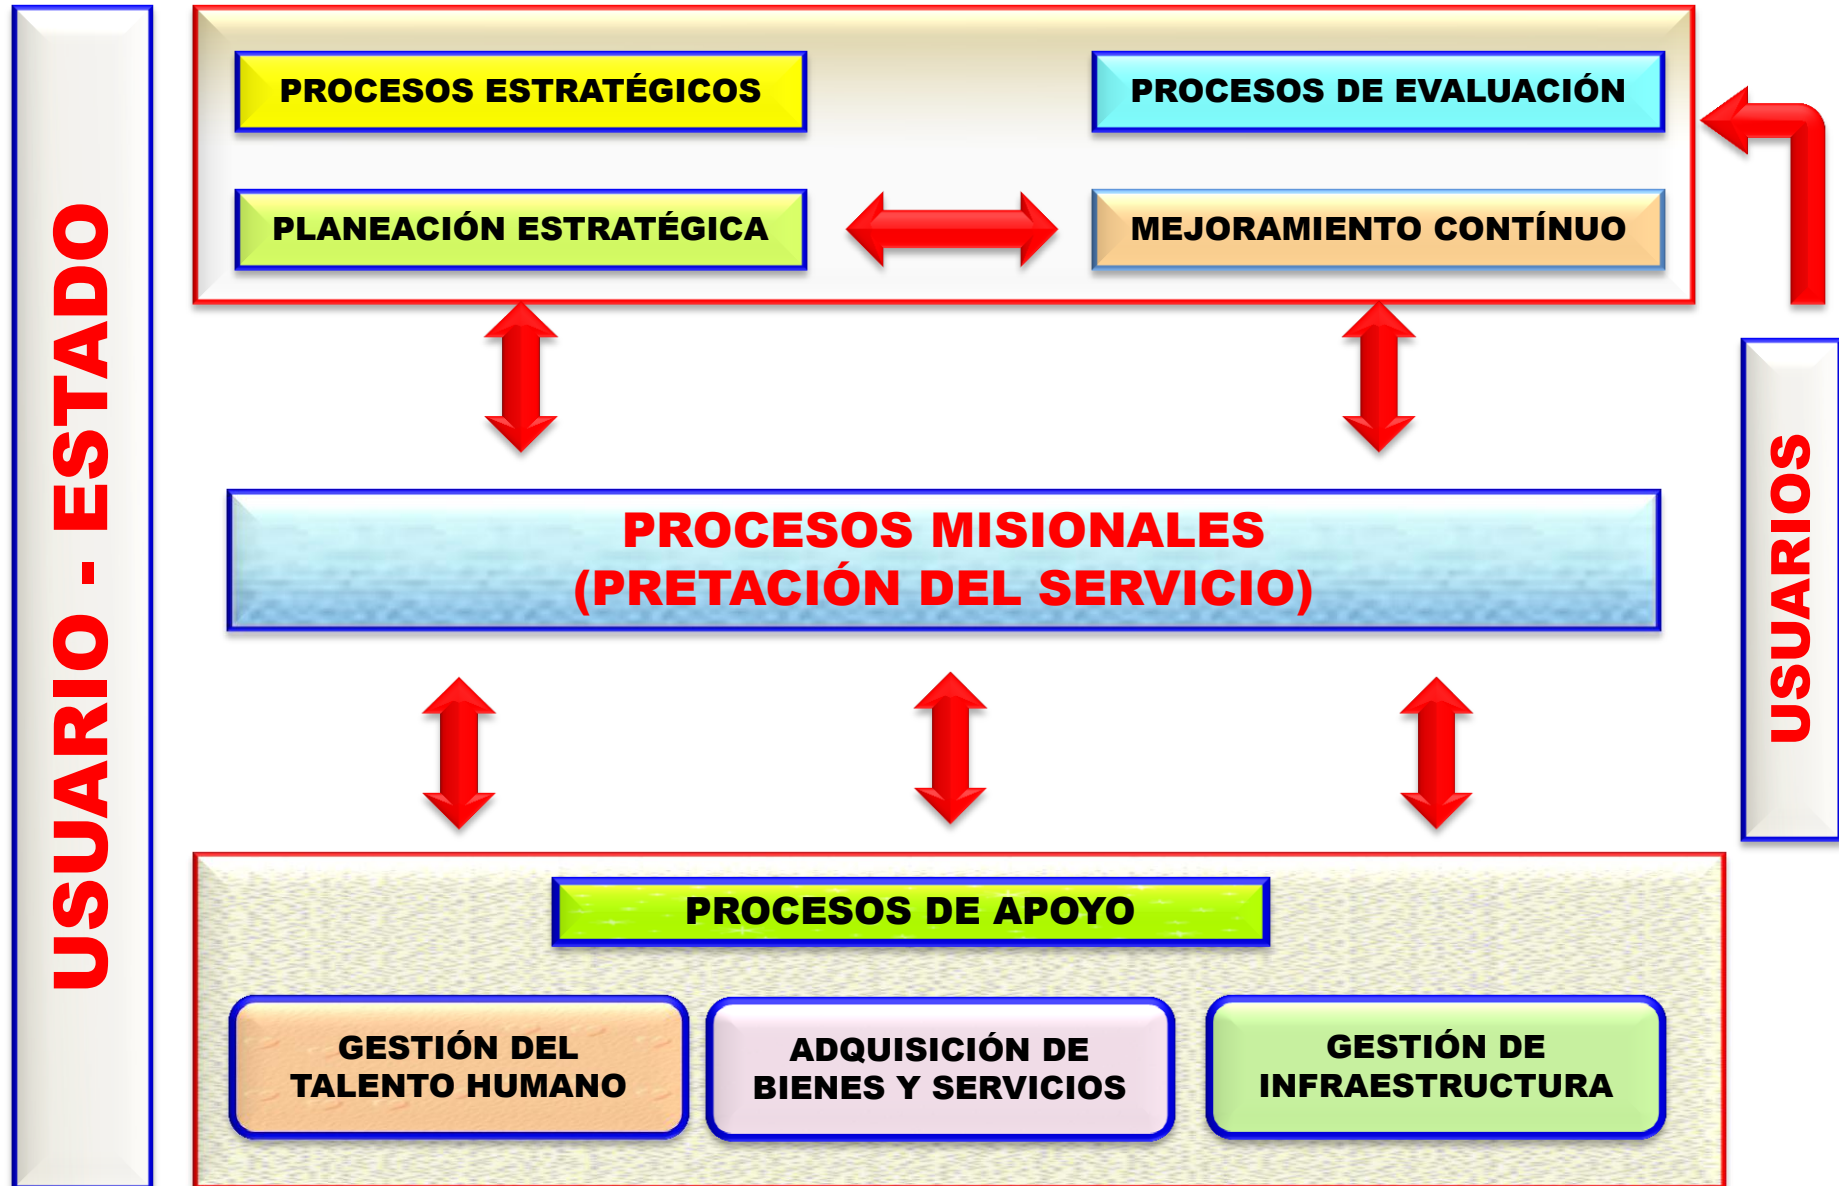 USUARIO - ESTADO
PROCESOS ESTRATÉGICOS
PROCESOS DE EVALUACIÓN
PLANEACIÓN ESTRATÉGICA
MEJORAMIENTO CONTÍNUO
PROCESOS MISIONALES
(PRETACIÓN DEL SERVICIO)
USUARIOS
PROCESOS DE APOYO
GESTIÓN DEL
TALENTO HUMANO
ADQUISICIÓN DE
BIENES Y SERVICIOS
GESTIÓN DE
INFRAESTRUCTURA